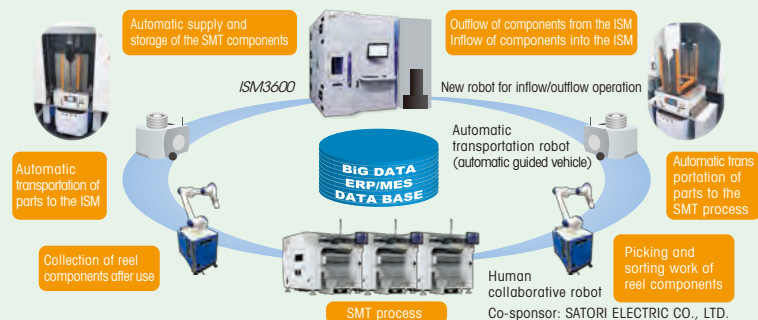 Automatic supply and
storage of the SMT components
Outflow of components from the ISM
Inflow of components into the ISM
ISM3600
New robot for inflow/outflow operation
Automatic
transportation of
parts to the ISM
BiG DATA
ERP/MES
DATA BASE
Automatic
transportation robot
(automatic guided vehicle)
Automatic trans
portation of
parts to the
SMT process
Collection of reel
components after use
SMT process
Human
collaborative robot
Picking and
sorting work of
reel components
Co-sponsor: SATORI ELECTRIC CO., LTD.